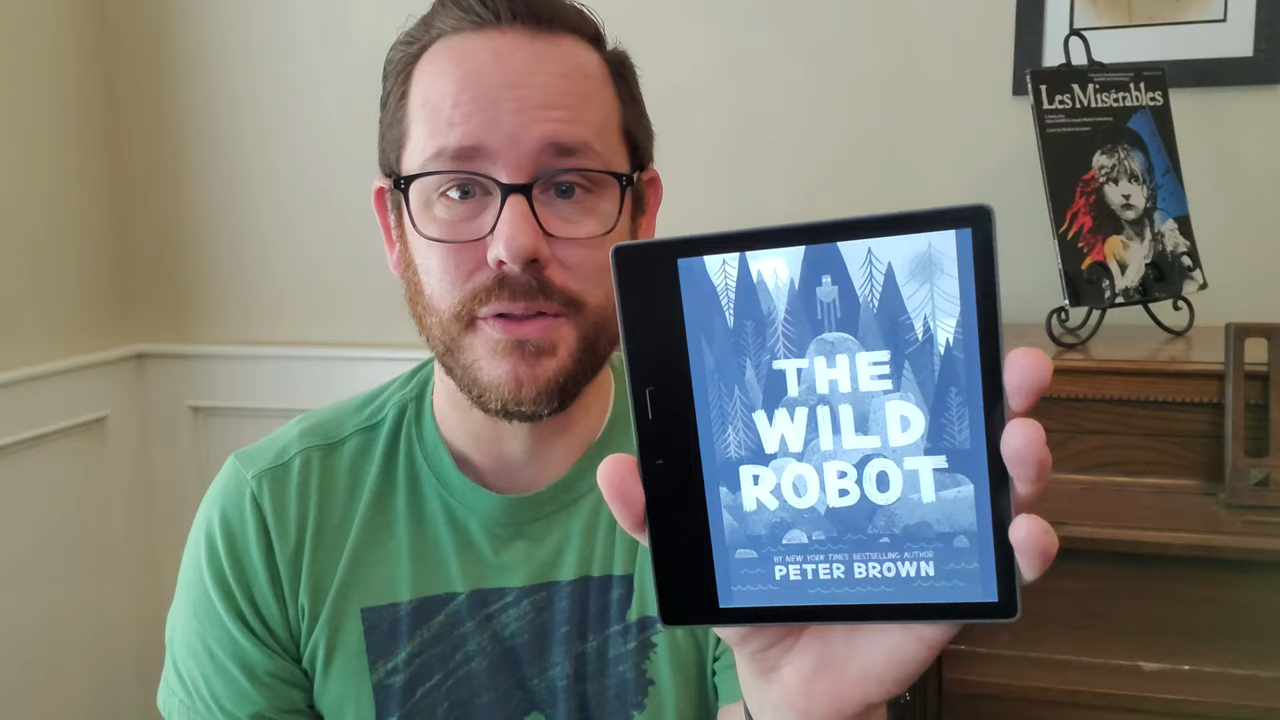 THE
WILD
ROBOT
BY NEW YORK TIMES BESTSELLING AUTHOR
PETER BROWN
Les Misérables